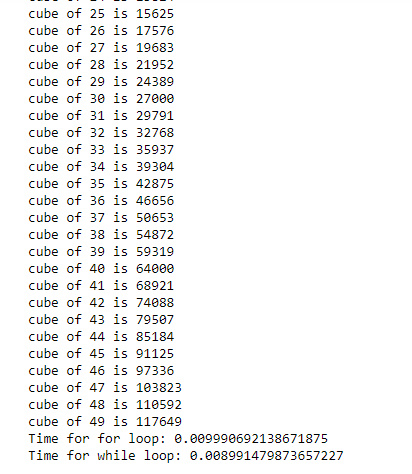 cube of 25 is 15625
cube of 26 is 17576
cube of 27 is 19683
cube of 28 is 21952
cube of 29 is 24389
cube of 30 is 27000
cube of 31 is 29791
cube of 32 is 32768
cube of 33 is 35937
cube of 34 is 39304
cube of 35 is 42875
cube of 36 is 46656
cube of 37 is 50653
cube of 38 is 54872
cube of 39 is 59319
cube of 40 is 64000
cube of 41 is 68921
cube of 42 is 74088
cube of 43 is 79507
cube of 44 is 85184
cube of 45 is 91125
cube of 46 is 97336
cube of 47 is 103823
cube of 48 is 110592
cube of 49 is 117649
Time for for loop: 0.009990692138671875
Time for while loop: 0.008991479873657227